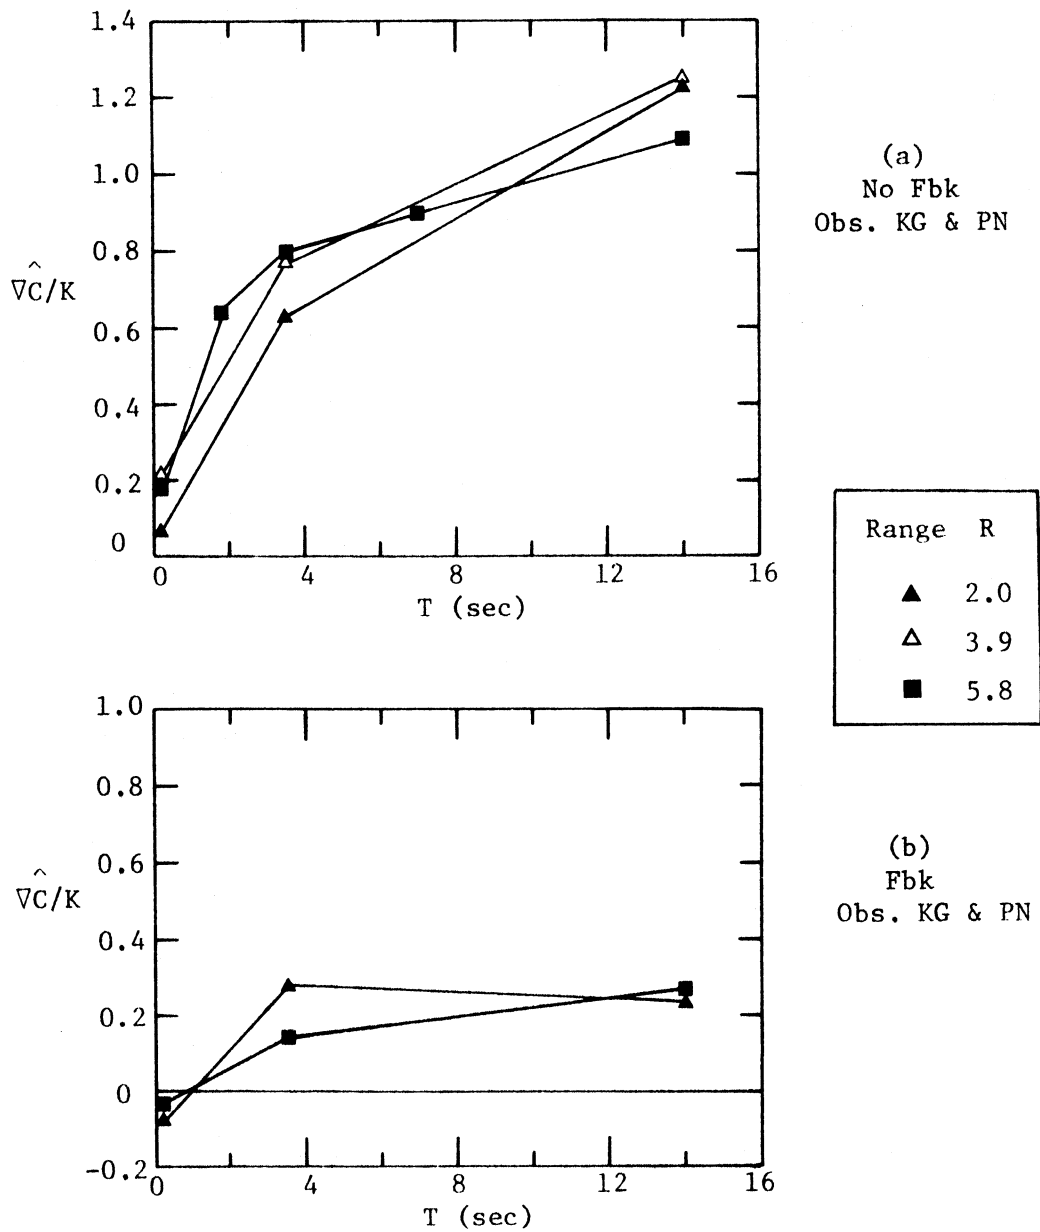 1.4
1.2
1.0
0.8
0.6
0.4
0.2
0
∇Ĉ/K
0 4 8 12 16
T (sec)
(a)
No Fbk
Obs. KG & PN
Range R
▲ 2.0
△ 3.9
■ 5.8
1.0
0.8
0.6
0.4
0.2
0
-0.2
∇Ĉ/K
0 4 8 12 16
T (sec)
(b)
Fbk
Obs. KG & PN